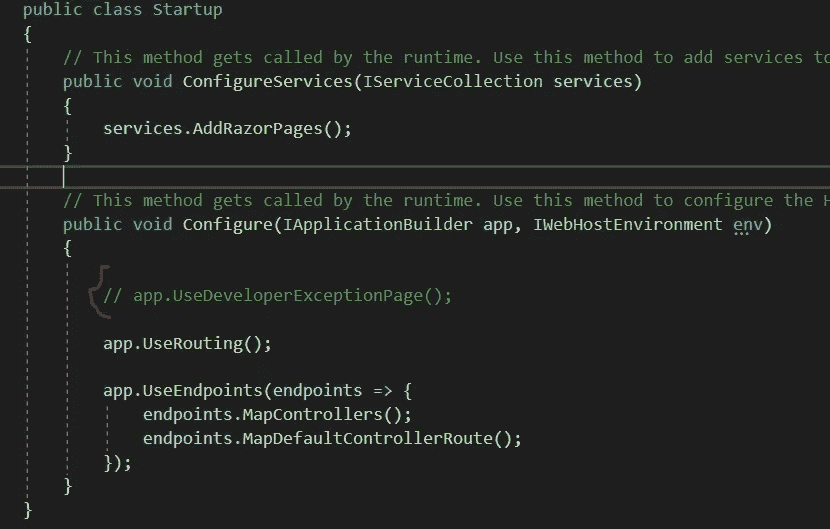 public class Startup
{
// This method gets called by the runtime. Use this method to add services to
public void ConfigureServices(IServiceCollection services)
{
services.AddRazorPages();
}
// This method gets called by the runtime. Use this method to configure the H
public void Configure(IApplicationBuilder app, IWebHostEnvironment env)
{
// app.UseDeveloperExceptionPage();
app.UseRouting();
app.UseEndpoints(endpoints => {
endpoints.MapControllers();
endpoints.MapDefaultControllerRoute();
});
}
}